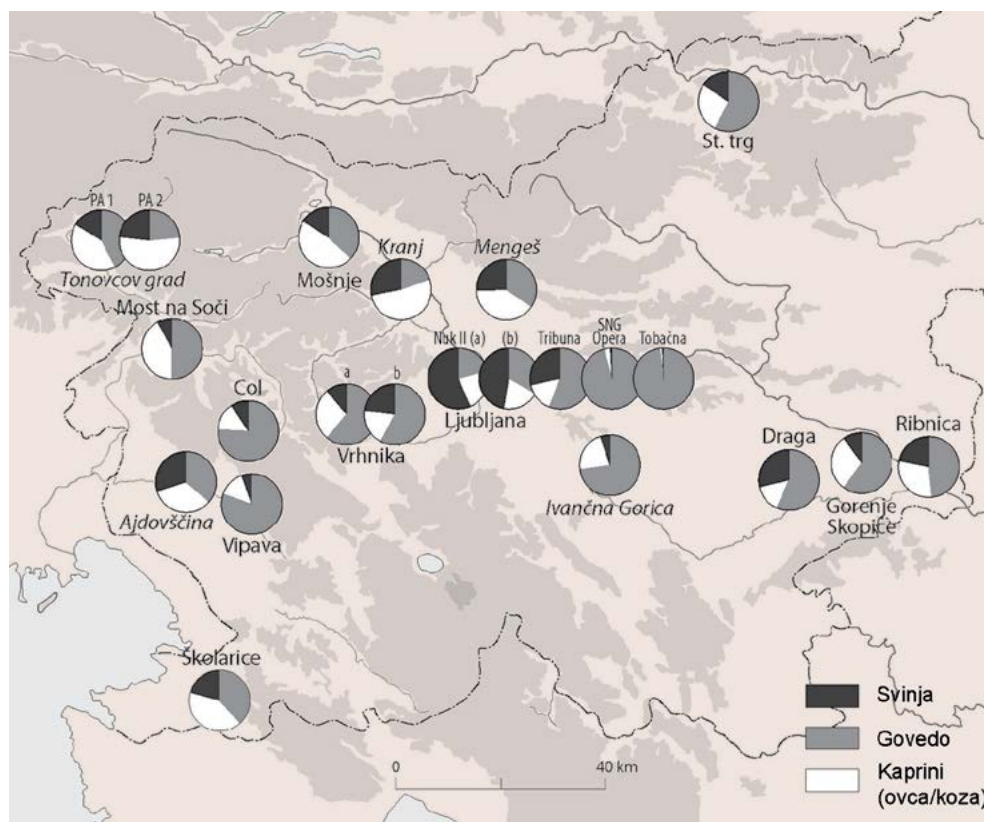 St. trg
PA 1 PA 2
Tonovcov grad
Mošnje
Kranj
Mengeš
Most na Soči
Nuk II (a) (b) Tribuna SNG Opera Tobačna
Ljubljana
Col
a b
Vrhnika
Ajdovščina
Vipava
Ivančna Gorica
Draga
Gorenje
Skopice
Ribnica
Školarice
Svinja
Govedo
Kaprini
(ovca/koza)
0 40 km